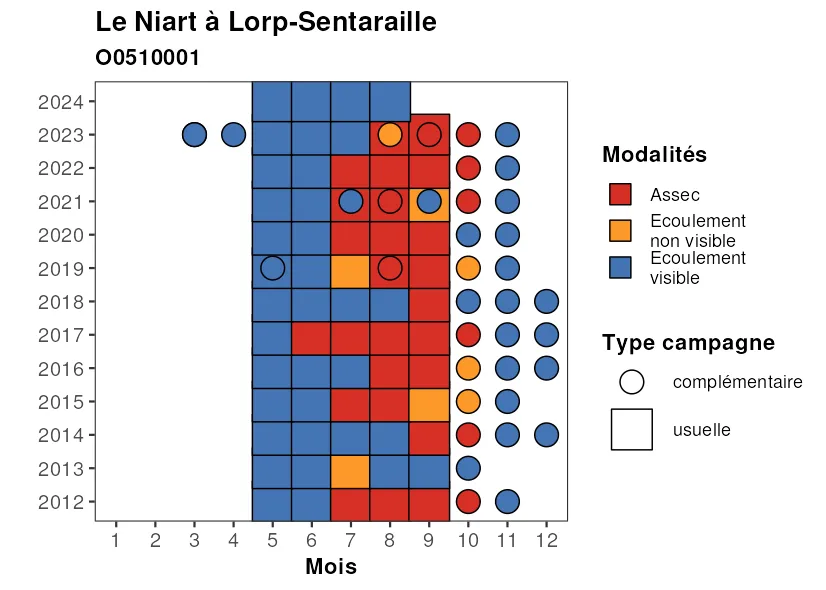 Le Niart à Lorp-Sentaraille
O0510001
2024
2023
2022
2021
2020
2019
2018
2017
2016
2015
2014
2013
2012
1 2 3 4 5 6 7 8 9 10 11 12
Mois
Modalités
Assec
Ecoulement
non visible
Ecoulement
visible
Type campagne
complémentaire
usuelle